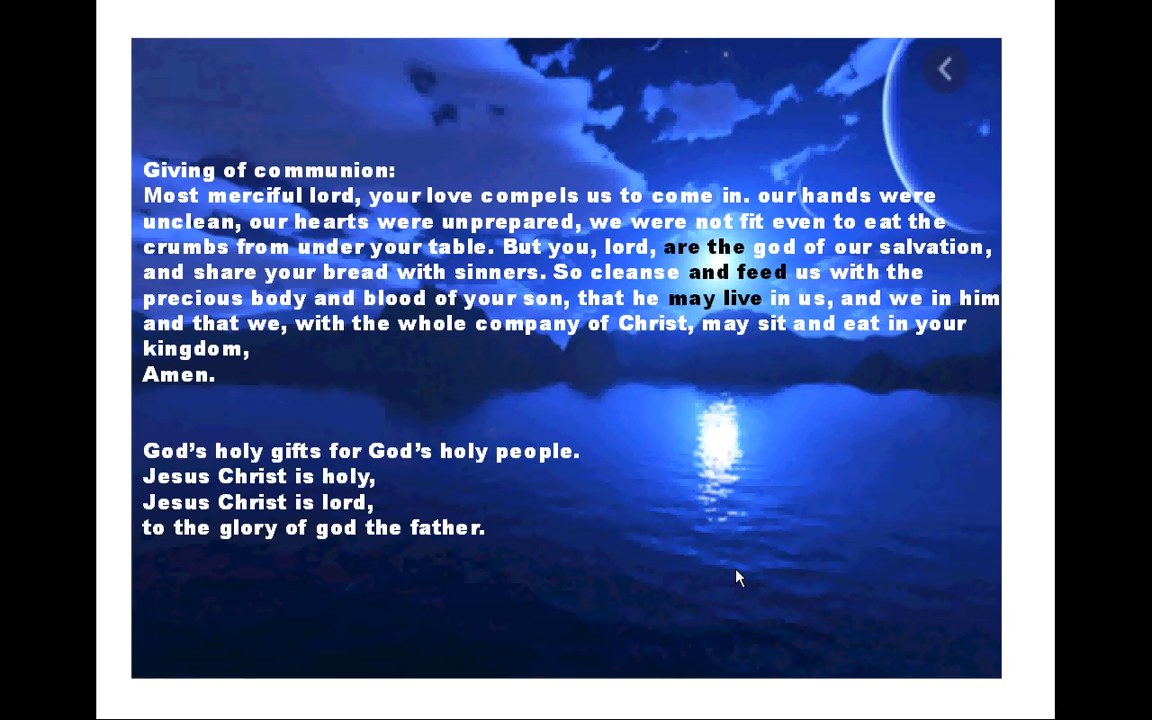 Giving of communion:
Most merciful lord, your love compels us to come in. our hands were
unclean, our hearts were unprepared, we were not fit even to eat the
crumbs from under your table. But you, lord, are the god of our salvation,
and share your bread with sinners. So cleanse and feed us with the
precious body and blood of your son, that he may live in us, and we in him
and that we, with the whole company of Christ, may sit and eat in your
kingdom,
Amen.
God’s holy gifts for God’s holy people.
Jesus Christ is holy,
Jesus Christ is lord,
to the glory of god the father.